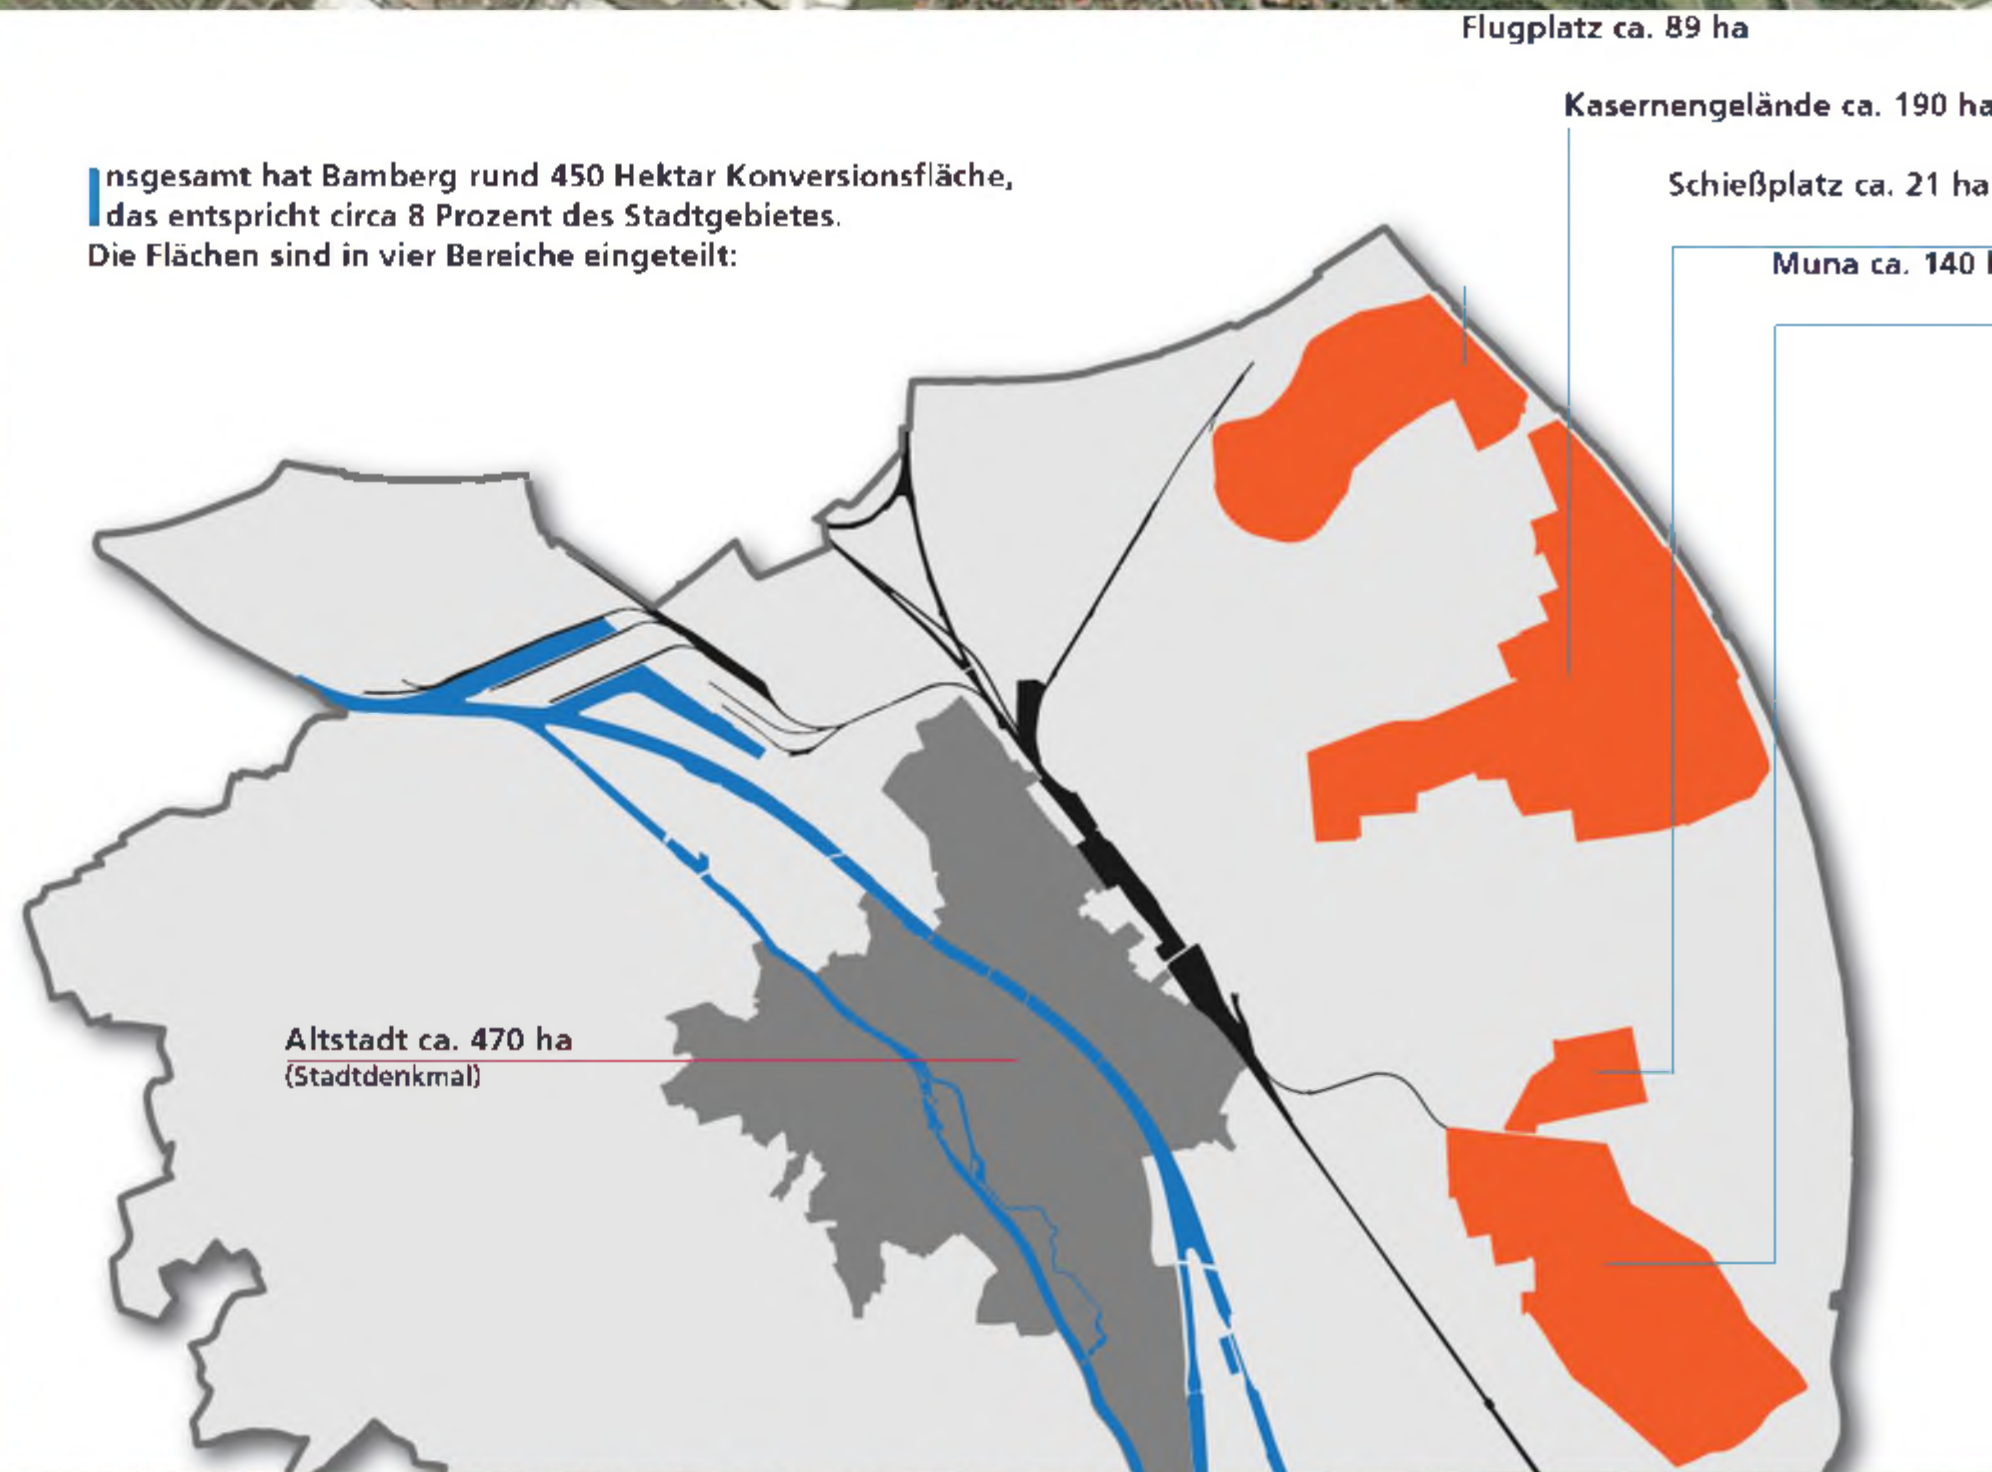 Flugplatz ca. 89 ha
Kasernengelände ca. 190 ha
Schießplatz ca. 21 ha
Muna ca. 140
Insgesamt hat Bamberg rund 450 Hektar Konversionsfläche,
das entspricht circa 8 Prozent des Stadtgebietes.
Die Flächen sind in vier Bereiche eingeteilt:
Altstadt ca. 470 ha
(Stadtdenkmal)